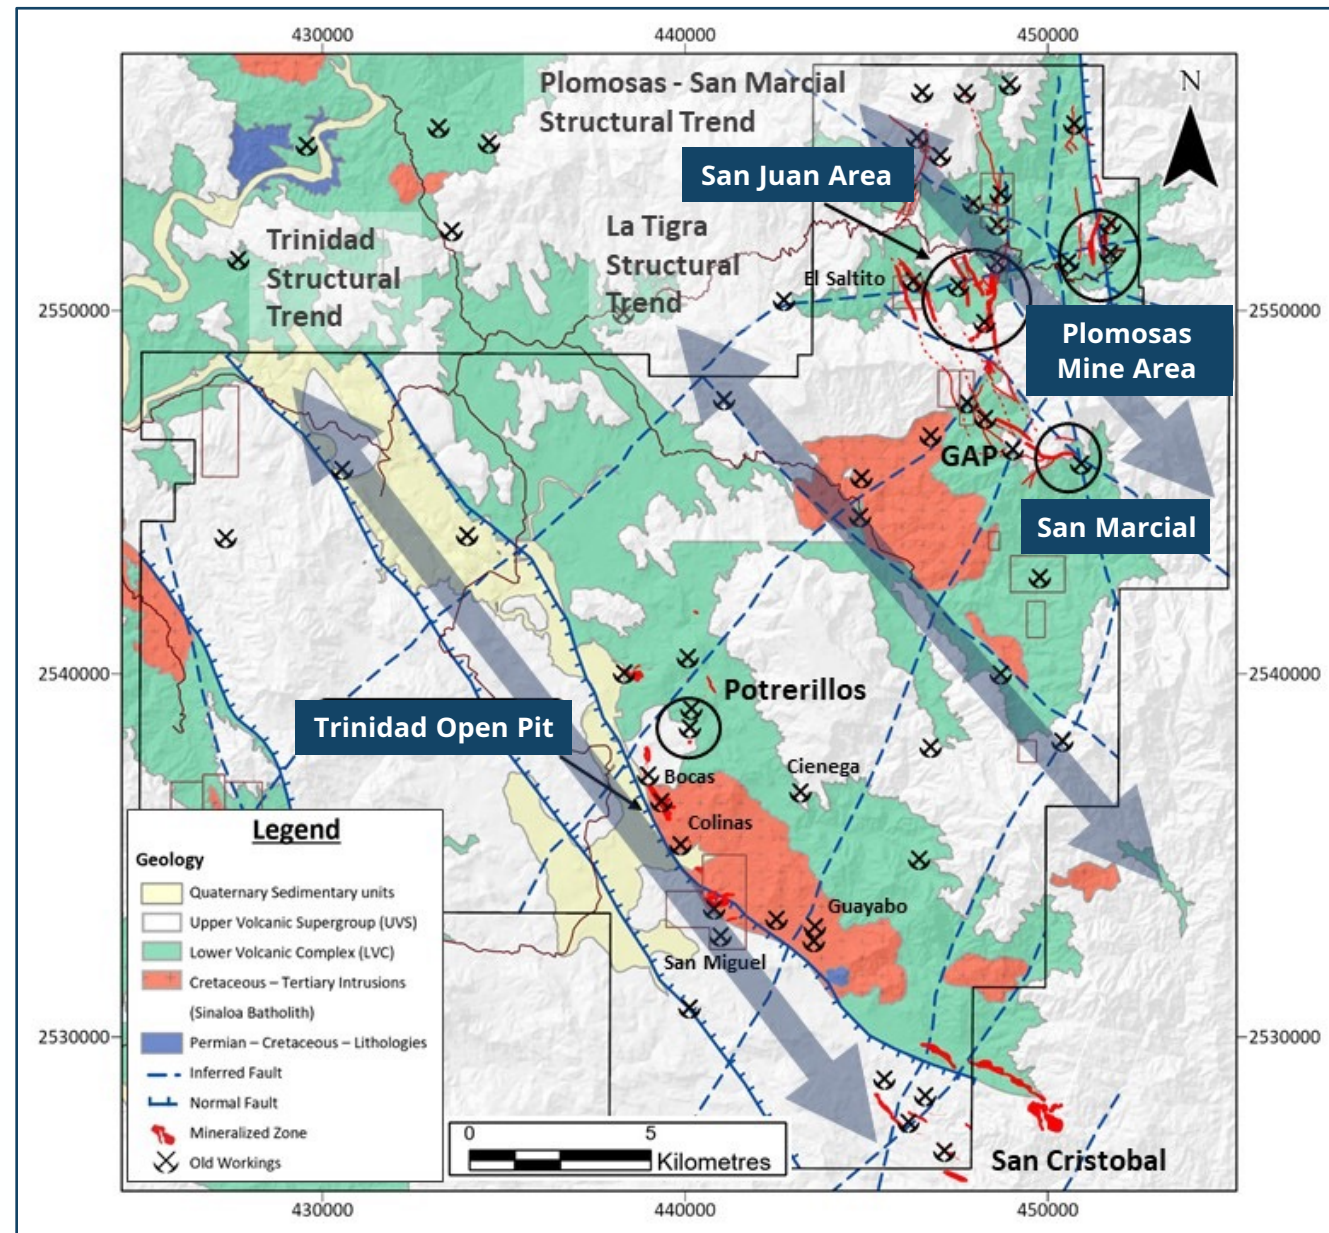 430000
440000
450000
N
Plomosas - San Marcial
Structural Trend
San Juan Area
Trinidad
Structural
Trend
La Tigra
Structural
Trend
El Saltito
2550000
2550000
Plomosas
Mine Area
GAP
San Marcial
2540000
2540000
Potrerillos
Trinidad Open Pit
Bocas
Cienega
Colinas
Guayabo
San Miguel
Legend
Geology
Quaternary Sedimentary units
Upper Volcanic Supergroup (UVS)
Lower Volcanic Complex (LVC)
Cretaceous – Tertiary Intrusions
(Sinaloa Batholith)
Permian – Cretaceous – Lithologies
Inferred Fault
Normal Fault
Mineralized Zone
Old Workings
2530000
2530000
0
5
Kilometres
San Cristobal
430000
440000
450000